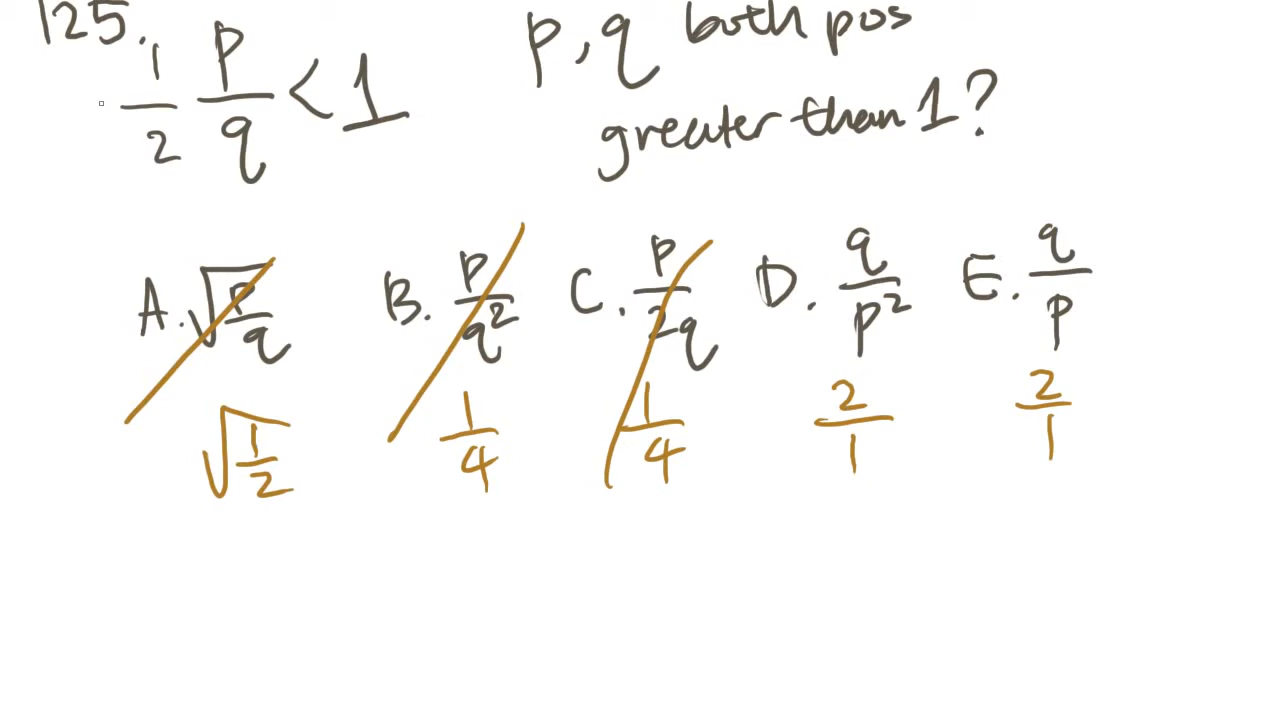 125.
1/2 p/q < 1
p, q both pos
greater than 1?
A. √(p/q) B. p/q² C. p/2q D. q/p² E. q/p
√(1/2) 1/4 1/4 2/1 2/1